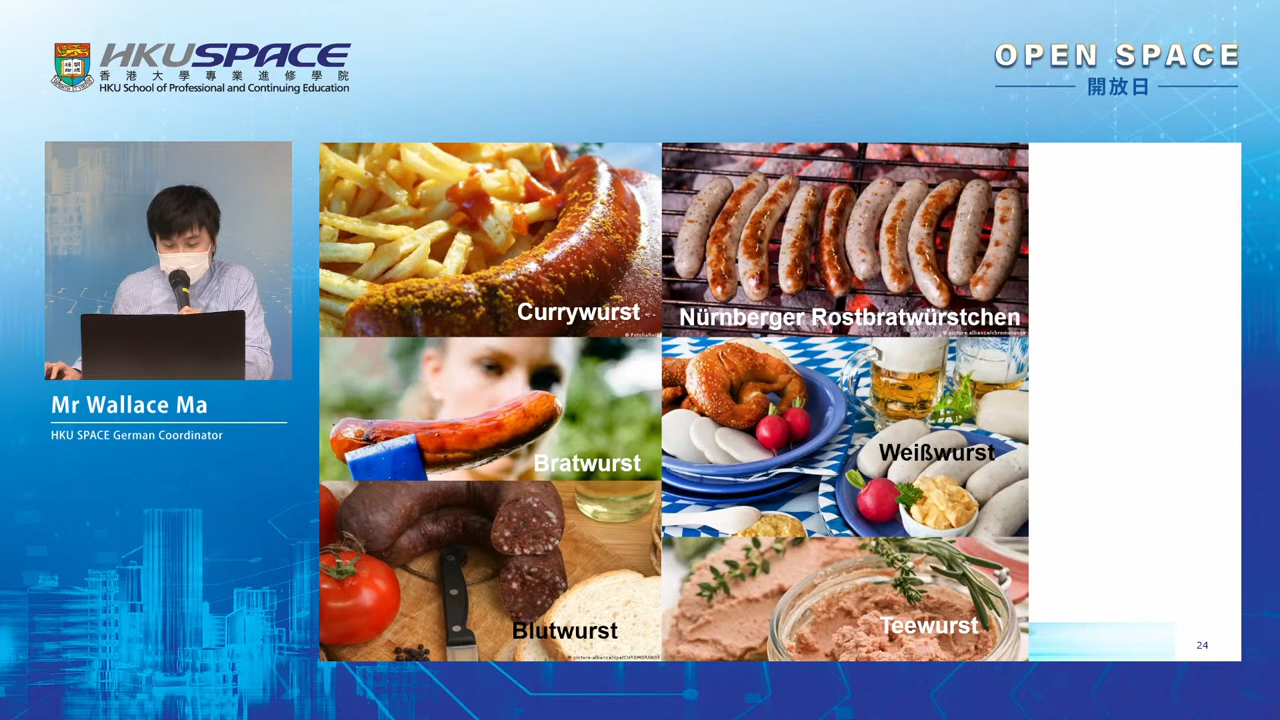 HKUSPACE
香港大學專業進修學院
HKU School of Professional and Continuing Education
OPEN SPACE
開放日
Mr Wallace Ma
HKU SPACE German Coordinator
Currywurst
Nürnberger Rostbratwürstchen
Bratwurst
Weißwurst
Blutwurst
Teewurst
24